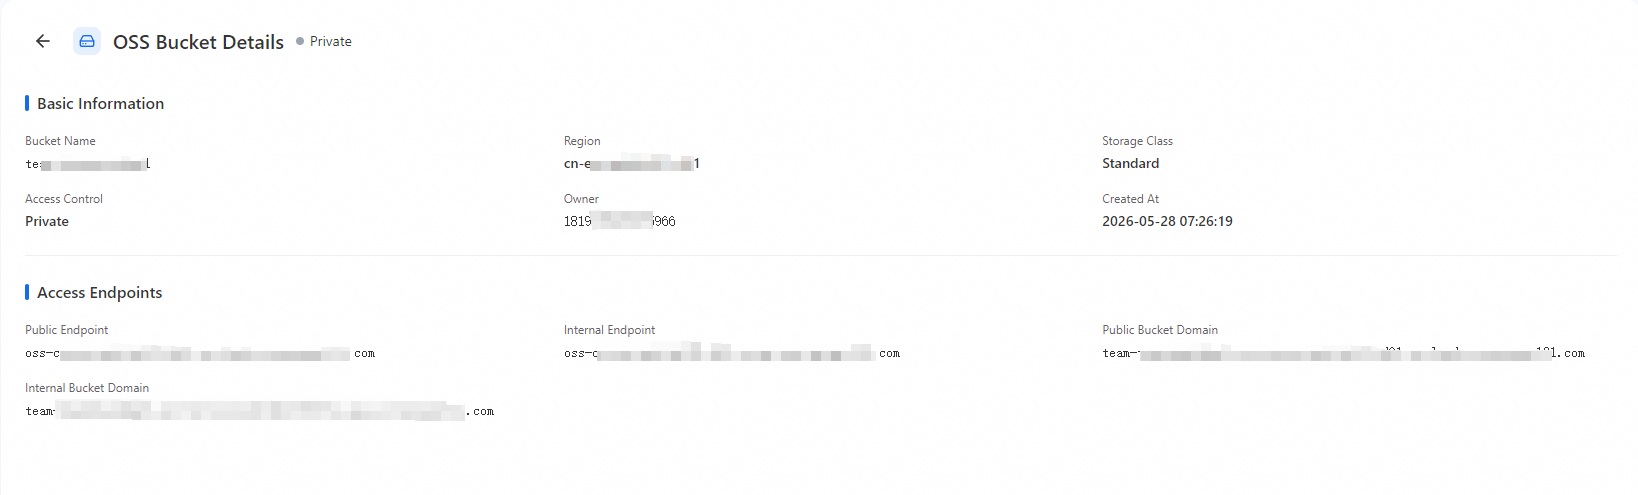 OSS Bucket Details Private
Basic Information
Bucket Name Region Storage Class
Standard
Access Control Owner Created At
Private 2026-05-28 07:26:19
Access Endpoints
Public Endpoint Internal Endpoint Public Bucket Domain
Internal Bucket Domain